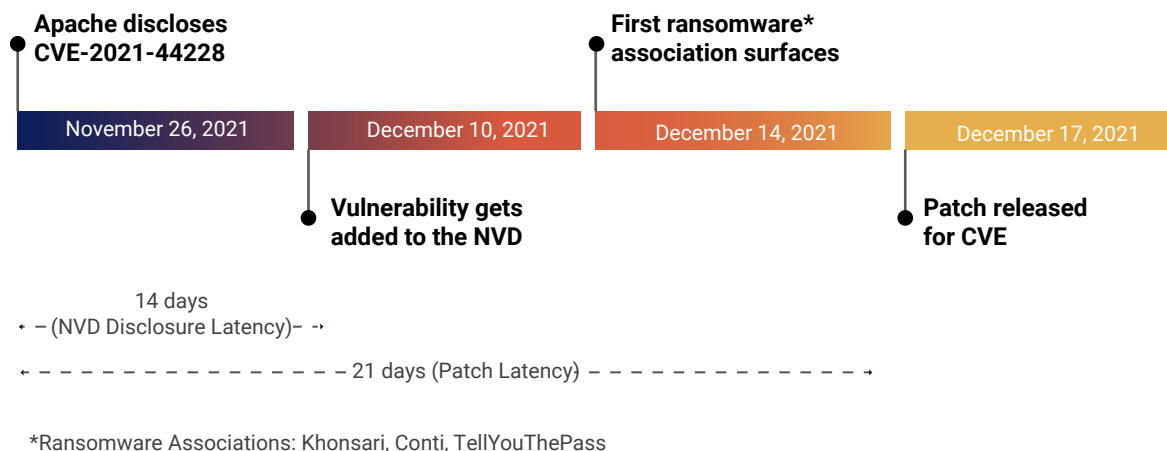 Apache discloses
CVE-2021-44228
First ransomware*
association surfaces
November 26, 2021
December 10, 2021
December 14, 2021
December 17, 2021
Vulnerability gets
added to the NVD
Patch released
for CVE
14 days
(NVD Disclosure Latency)
21 days (Patch Latency)
*Ransomware Associations: Khonsari, Conti, TellYouThePass